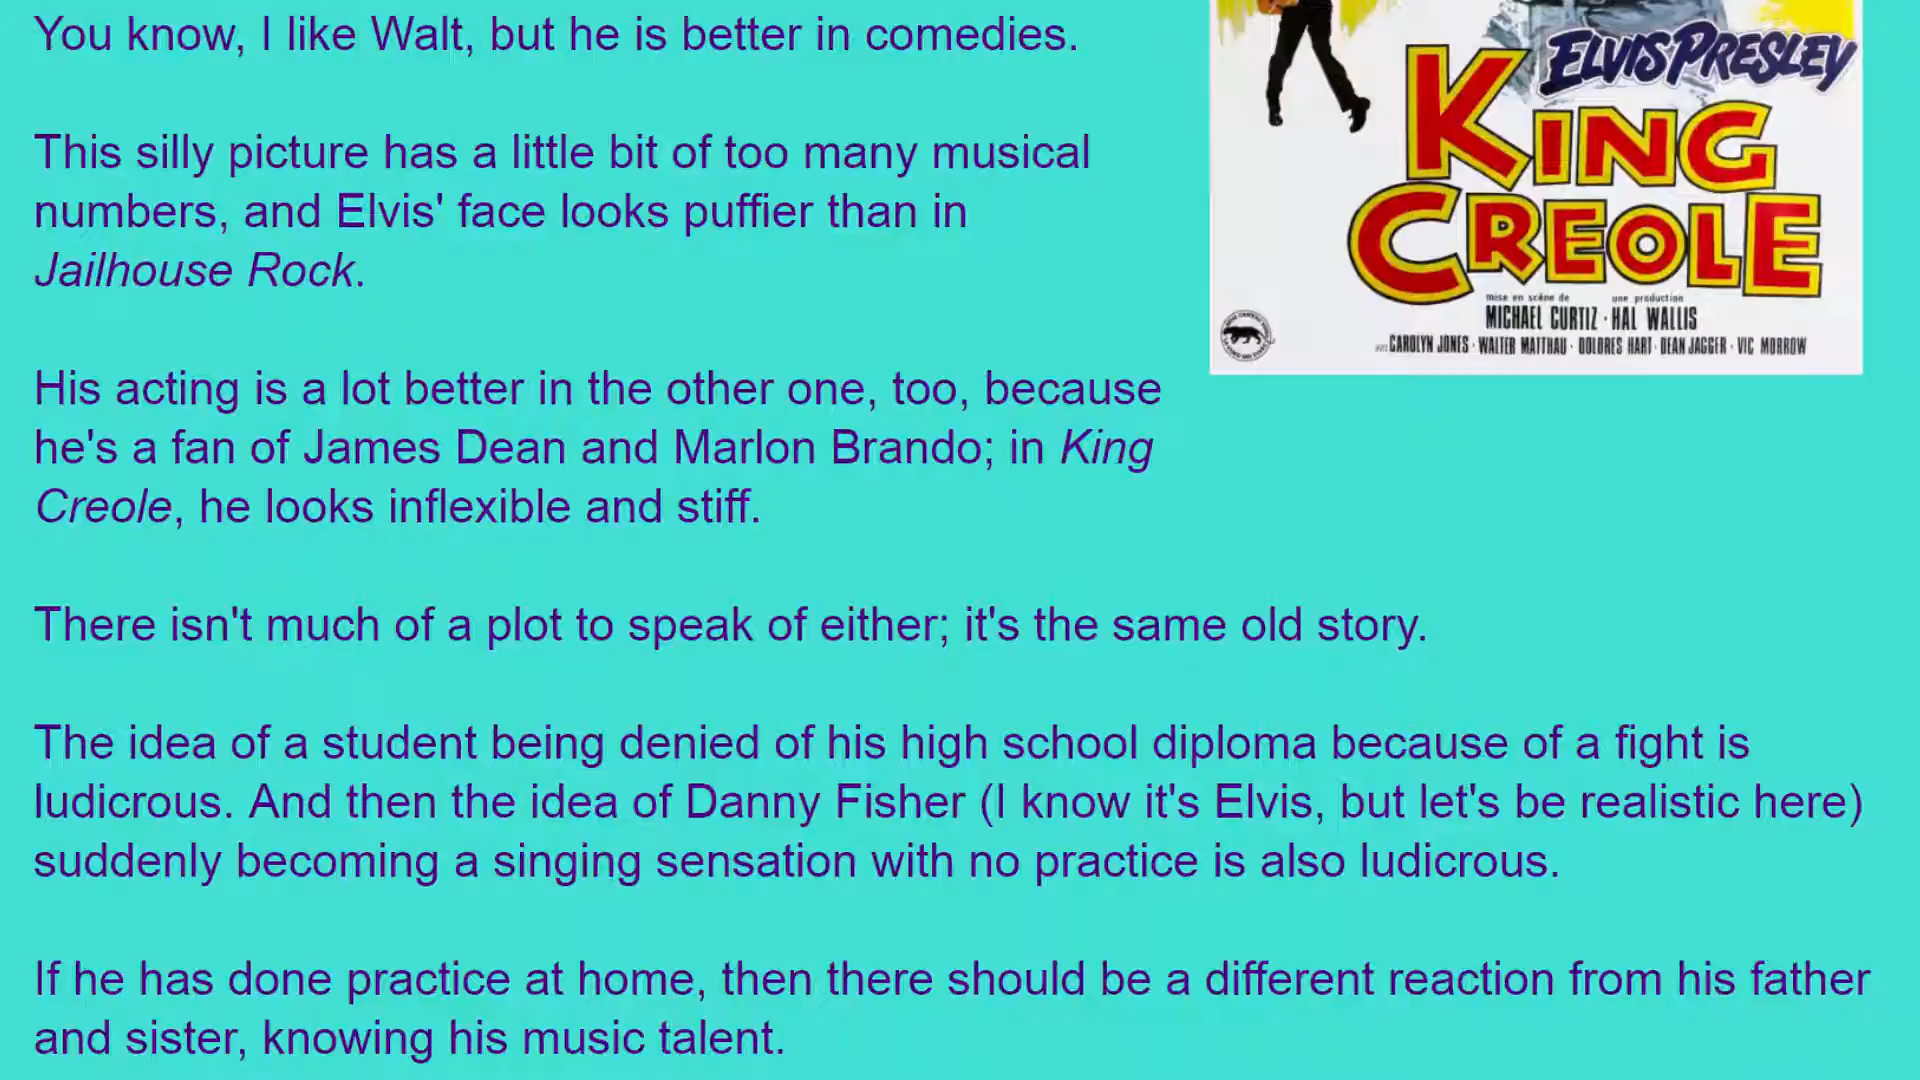 You know, I like Walt, but he is better in comedies.
This silly picture has a little bit of too many musical
numbers, and Elvis' face looks puffier than in
Jailhouse Rock.
His acting is a lot better in the other one, too, because
he's a fan of James Dean and Marlon Brando; in King
Creole, he looks inflexible and stiff.
There isn't much of a plot to speak of either; it's the same old story.
The idea of a student being denied of his high school diploma because of a fight is
ludicrous. And then the idea of Danny Fisher (I know it's Elvis, but let's be realistic here)
suddenly becoming a singing sensation with no practice is also ludicrous.
If he has done practice at home, then there should be a different reaction from his father
and sister, knowing his music talent.
ELVIS PRESLEY
KING
CREOLE
mise en scène de une production
MICHAEL CURTIZ · HAL WALLIS
CAROLYN JONES · WALTER MATTHAU · DOLORES HART · DEAN JAGGER · VIC MORROW